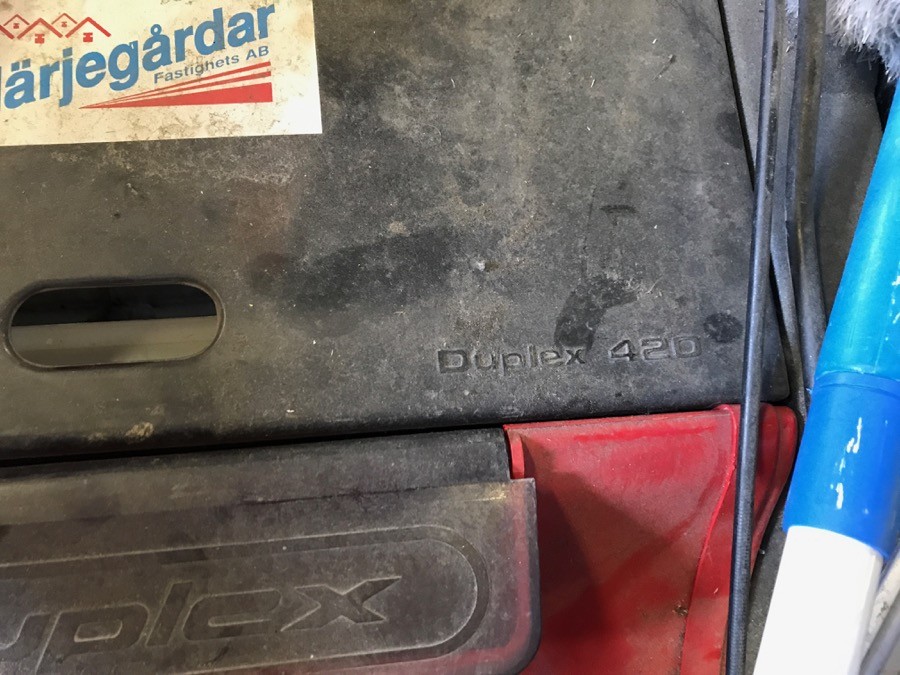 ärjegårdar
Fastighets AB
Duplex 420
uplex